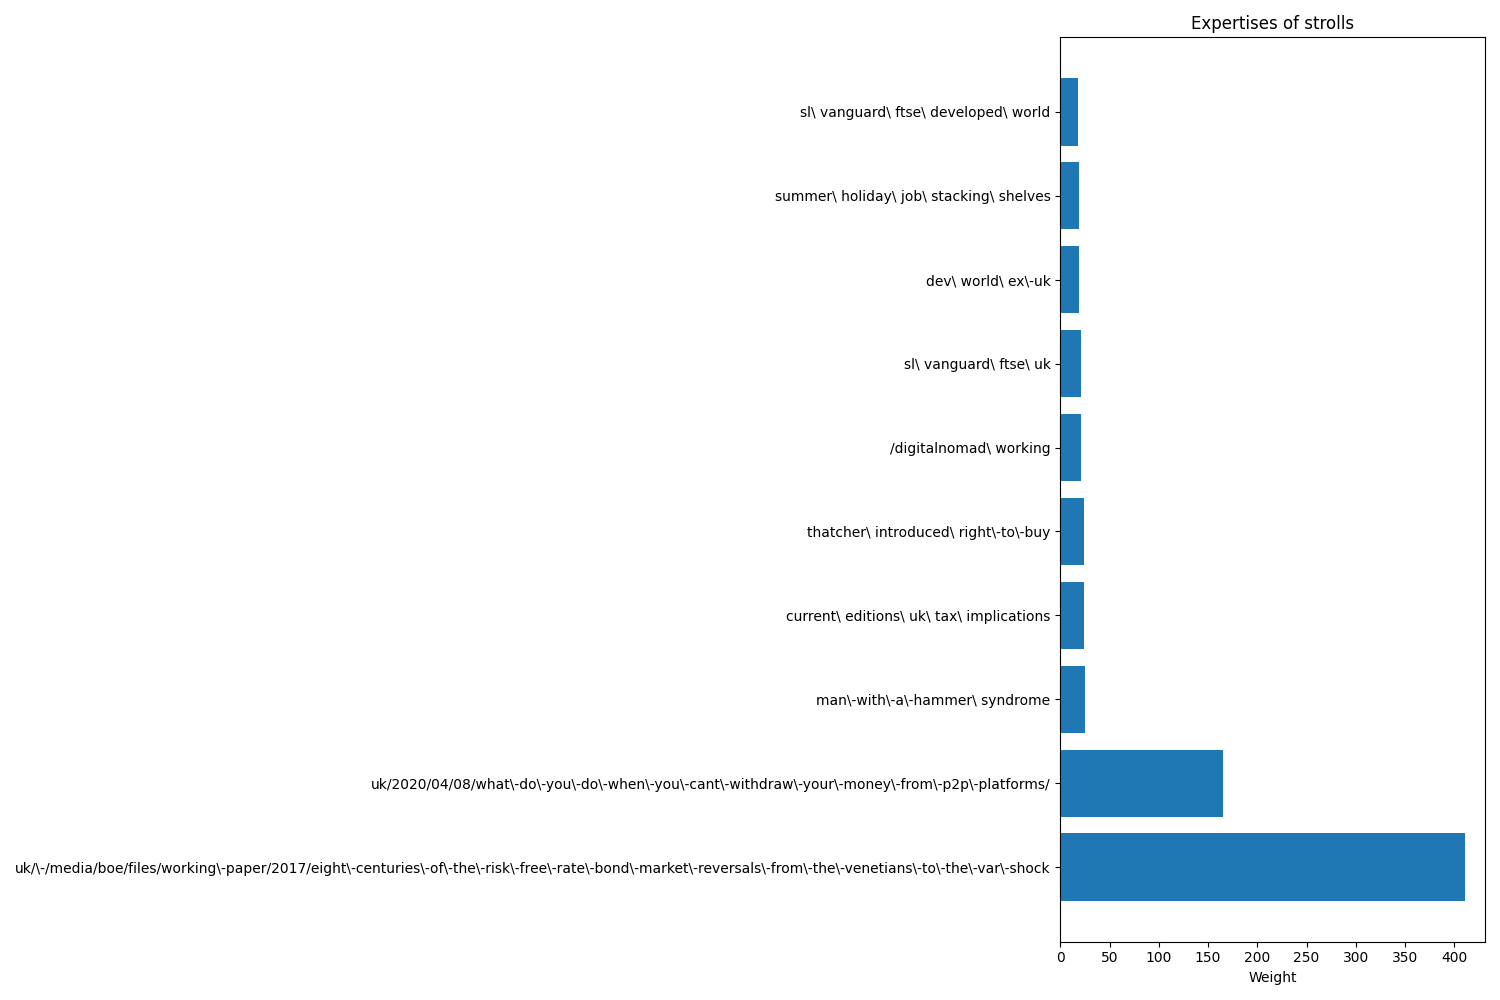 Expertises of strolls
sl\ vanguard\ ftse\ developed\ world
summer\ holiday\ job\ stacking\ shelves
dev\ world\ ex\-uk
sl\ vanguard\ ftse\ uk
/digitalnomad\ working
thatcher\ introduced\ right\-to\-buy
current\ editions\ uk\ tax\ implications
man\-with\-a\-hammer\ syndrome
uk/2020/04/08/what\-do\-you\-do\-when\-you\-cant\-withdraw\-your\-money\-from\-p2p\-platforms/
uk/\-/media/boe/files/working\-paper/2017/eight\-centuries\-of\-the\-risk\-free\-rate\-bond\-market\-reversals\-from\-the\-venetians\-to\-the\-var\-shock
0 50 100 150 200 250 300 350 400
Weight